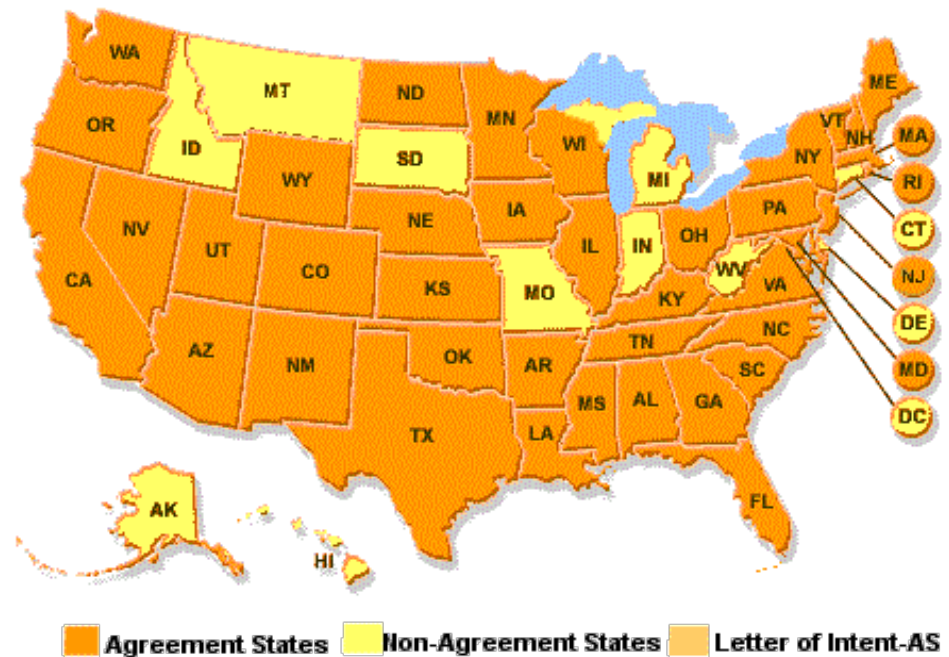 WA
MT
ND
MN
ME
OR
ID
SD
WI
MI
VT
NH
MA
NY
WY
RI
IA
NE
PA
CT
NV
UT
IL
IN
OH
NJ
CA
CO
KS
MO
WV
VA
DE
KY
AZ
NM
OK
AR
TN
NC
MD
SC
MS
AL
GA
DC
TX
LA
FL
AK
HI
Agreement States Non-Agreement States Letter of Intent-AS